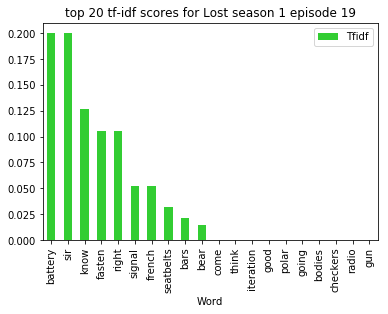 top 20 tf-idf scores for Lost season 1 episode 19
Tfidf
0.200
0.175
0.150
0.125
0.100
0.075
0.050
0.025
0.000
battery
sir
know
fasten
right
signal
french
seatbelts
bars
bear
come
think
iteration
good
polar
going
bodies
checkers
radio
gun
Word